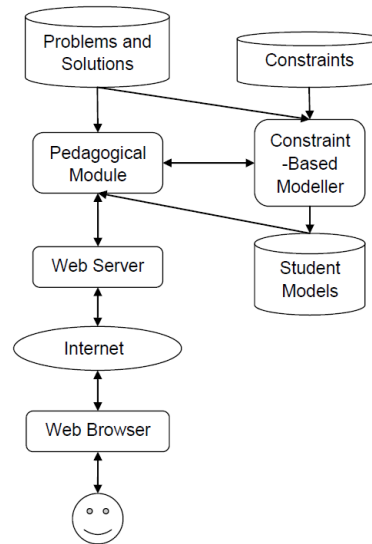 Problems and
Solutions
Constraints
Pedagogical
Module
Constraint
-Based
Modeller
Web Server
Student
Models
Internet
Web Browser